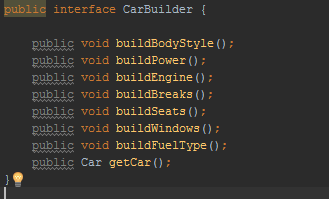 public interface CarBuilder {
public void buildBodyStyle();
public void buildPower();
public void buildEngine();
public void buildBreaks();
public void buildSeats();
public void buildWindows();
public void buildFuelType();
public Car getCar();
}